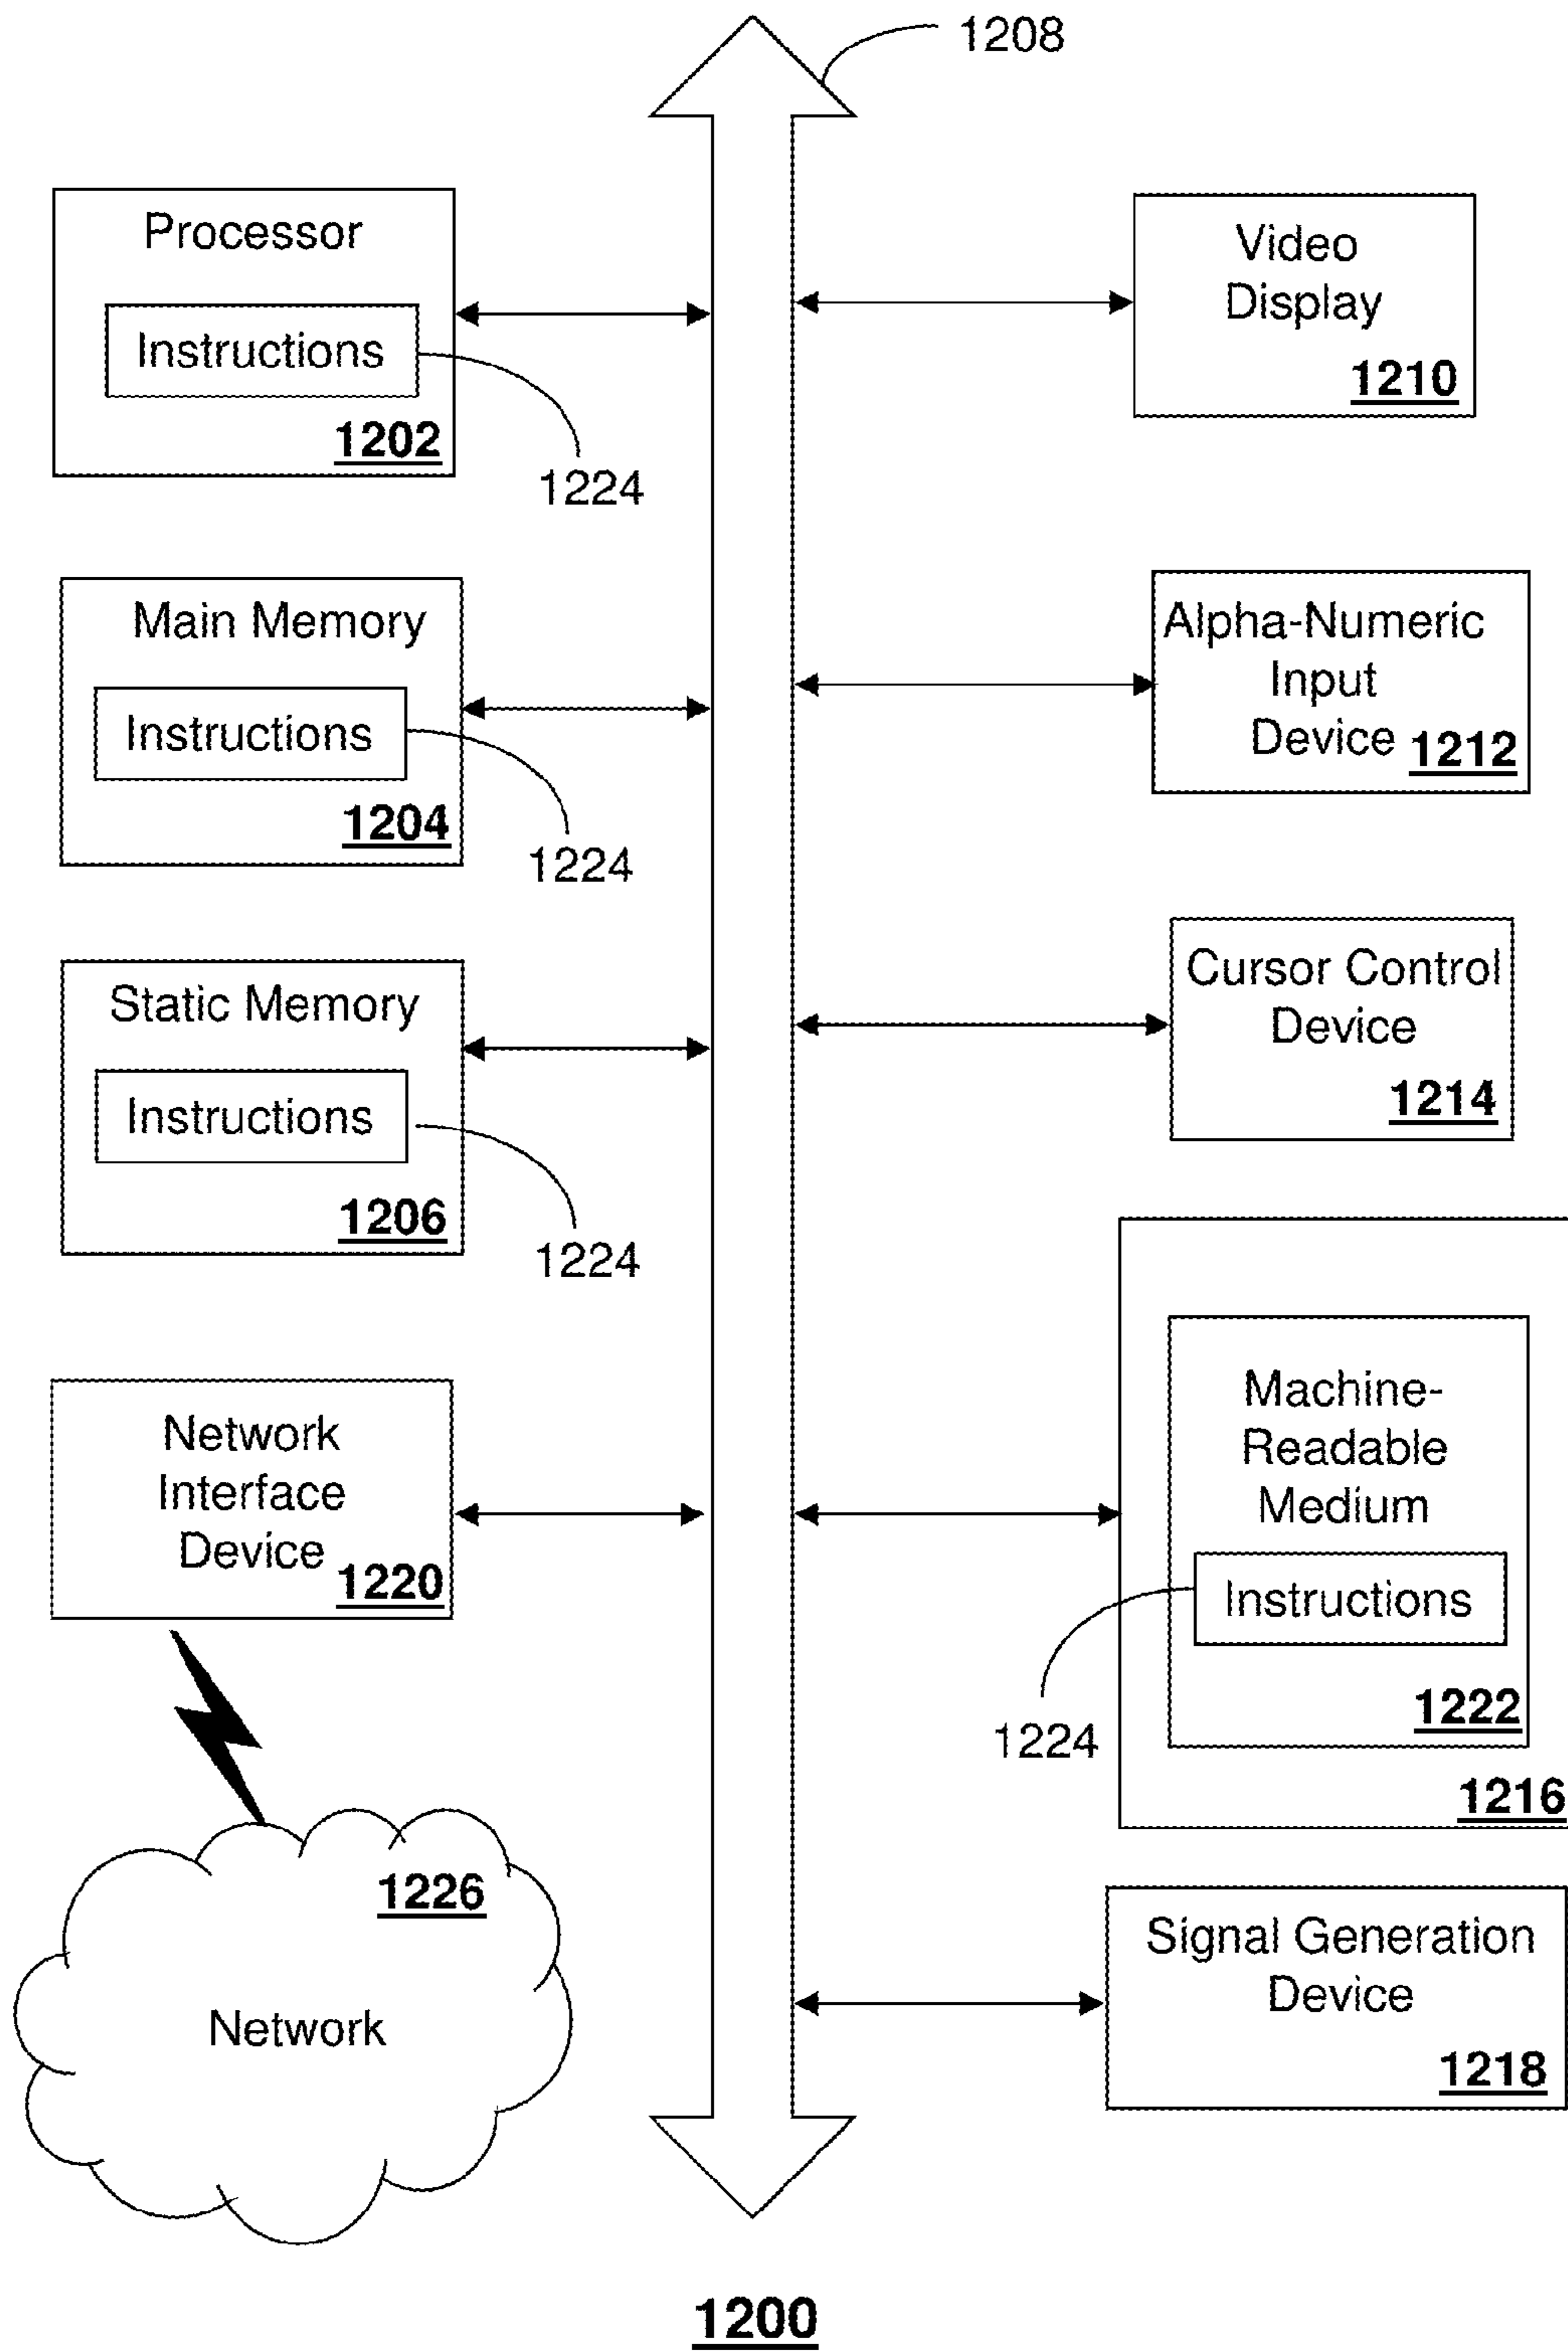 1208
Processor
Instructions
1202
1224
Main Memory
Instructions
1204
1224
Static Memory
Instructions
1206
1224
Network
Interface
Device
1220
1226
Network
Video
Display
1210
Alpha-Numeric
Input
Device
1212
Cursor Control
Device
1214
Machine-
Readable
Medium
Instructions
1224
1222
1216
Signal Generation
Device
1218
1200